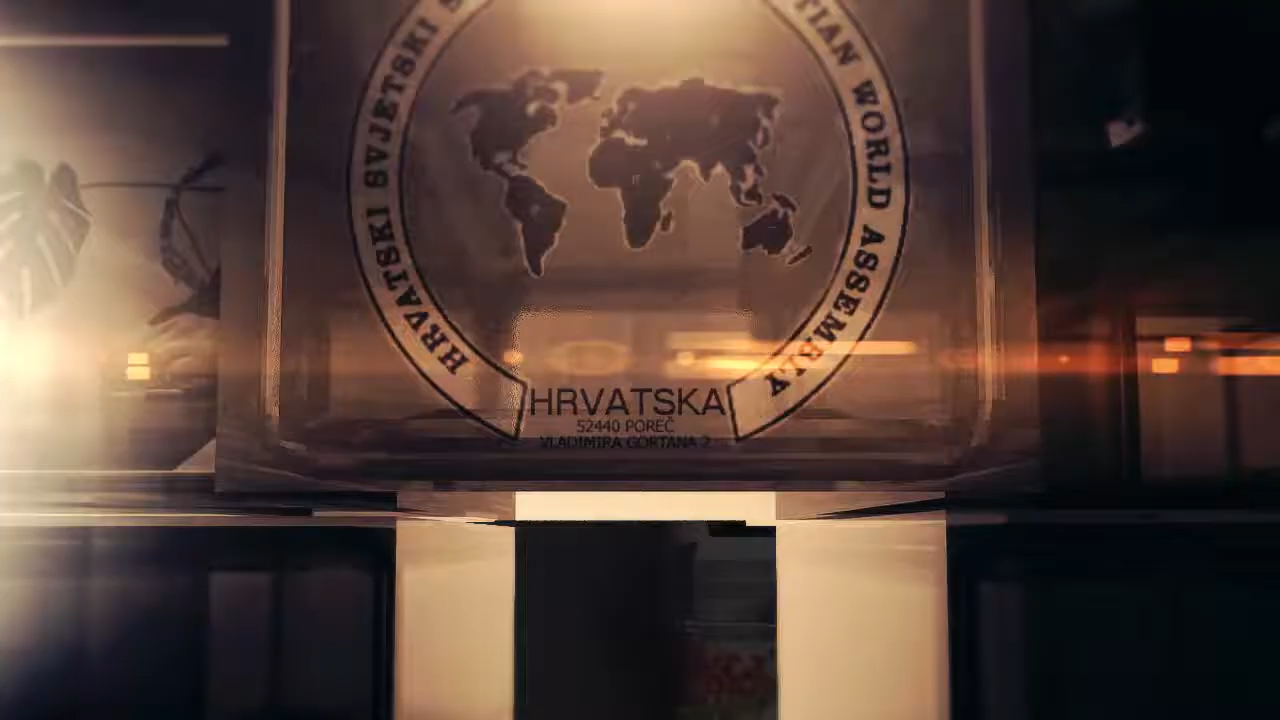 HRVATSKI SVJETSKI
TIAN WORLD ASSEMBLY
HRVATSKA
52440 POREČ
VLADIMIRA GORTANA 2